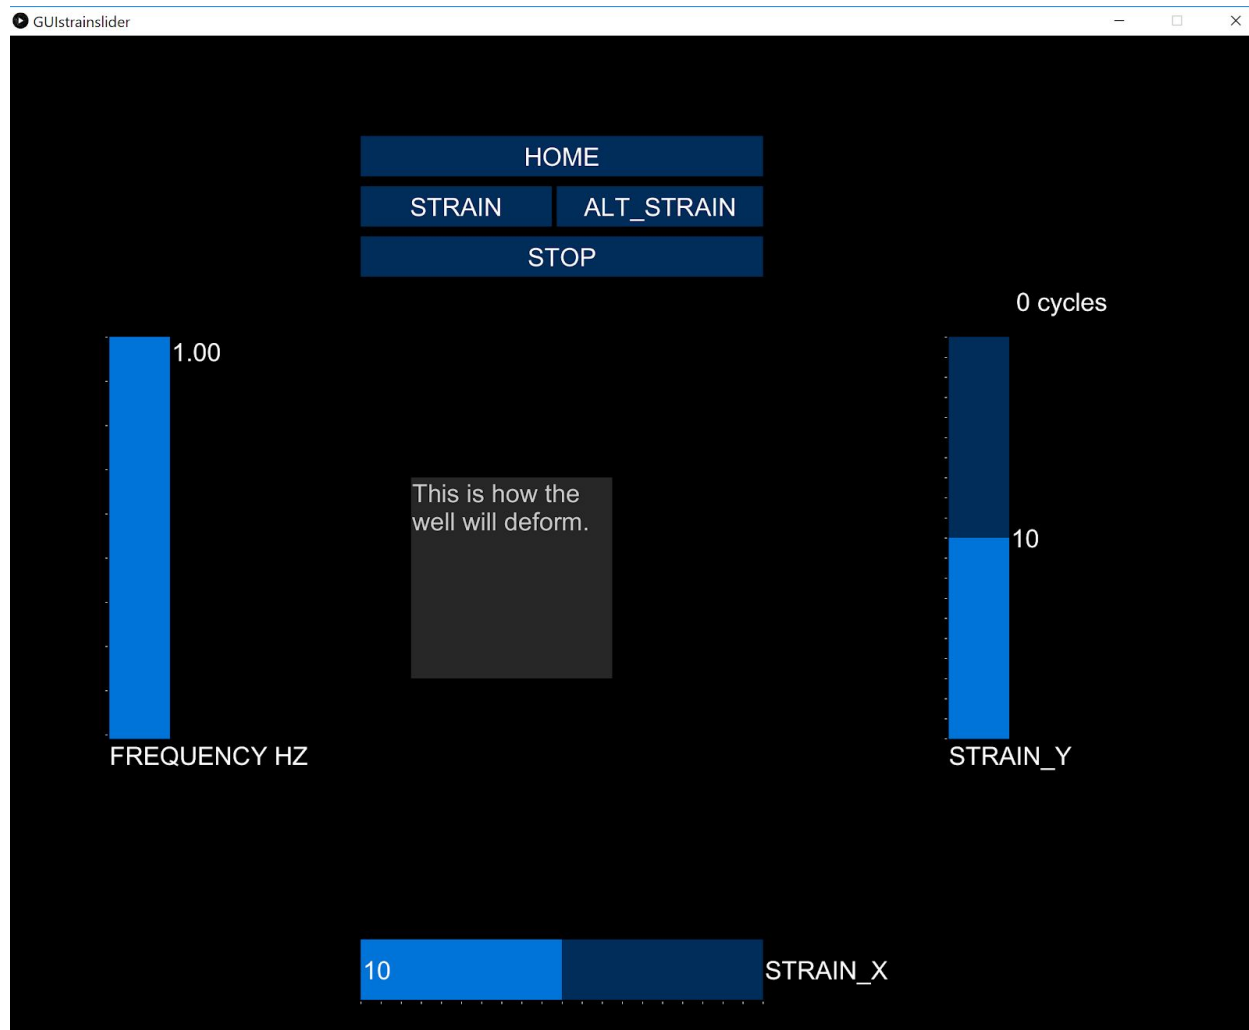 GUIstrainslider
HOME
STRAIN
ALT_STRAIN
STOP
0 cycles
1.00
This is how the
well will deform.
10
FREQUENCY HZ
STRAIN_Y
10
STRAIN_X